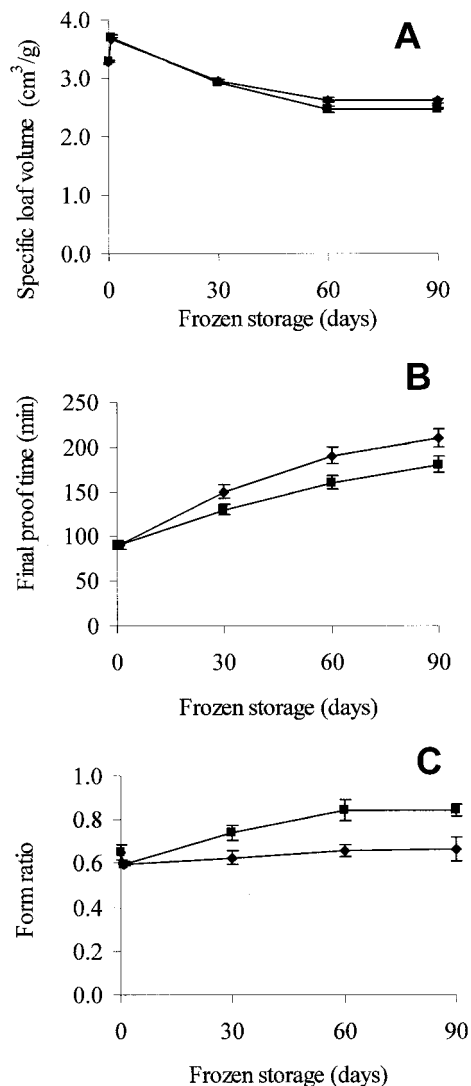 A
Specific loaf volume (cm³/g)
4.0
3.0
2.0
1.0
0.0
0 30 60 90
Frozen storage (days)
B
Final proof time (min)
250
200
150
100
50
0
0 30 60 90
Frozen storage (days)
C
Form ratio
1.0
0.8
0.6
0.4
0.2
0.0
0 30 60 90
Frozen storage (days)